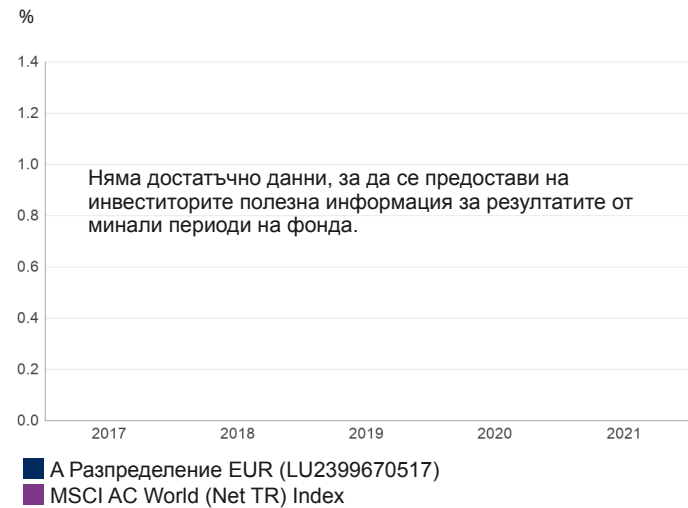 %
1.4
1.2
1.0
Няма достатъчно данни, за да се предостави на
инвеститорите полезна информация за резултатите от
0.8
минали периоди на фонда.
0.6
0.4
0.2
0.0
2017 2018 2019 2020 2021
А Разпределение EUR (LU2399670517)
MSCI AC World (Net TR) Index